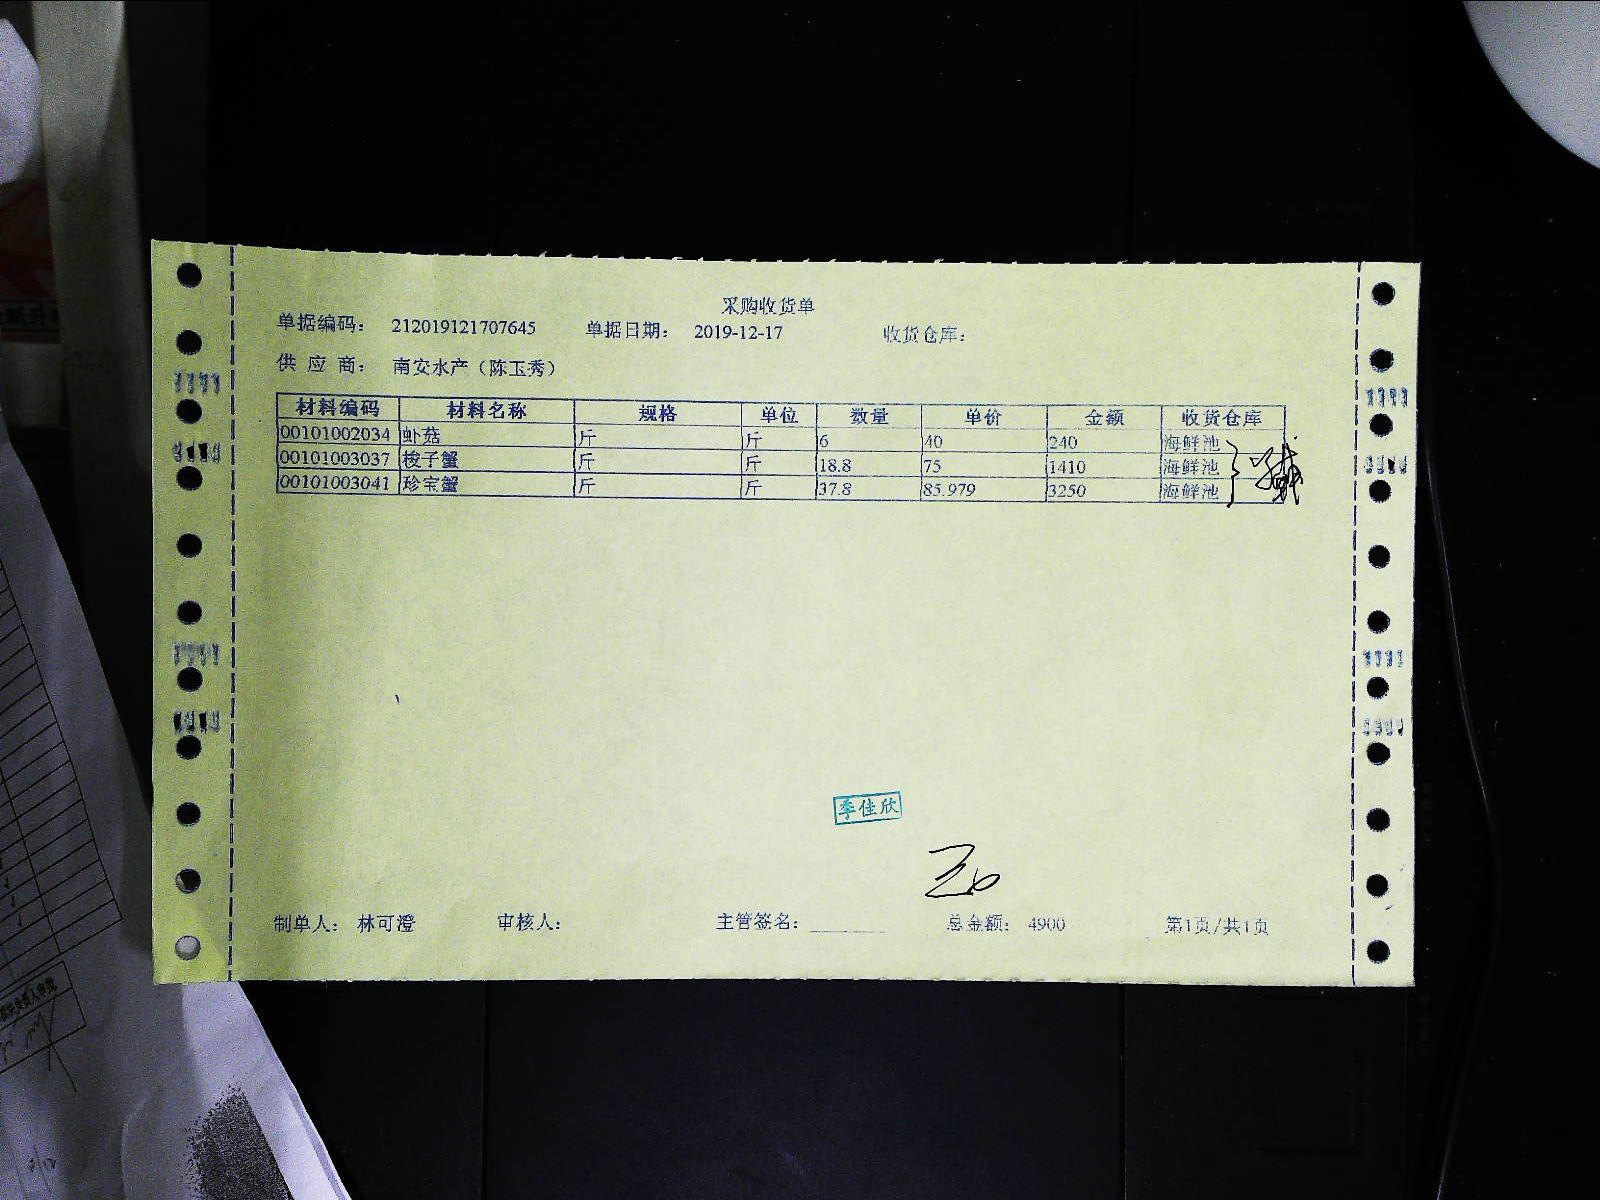 采购收货单
单据编码： 212019121707645 单据日期： 2019-12-17 收货仓库：
供 应 商： 南安水产（陈玉秀）
材料编码 材料名称 规格 单位 数量 单价 金额 收货仓库
00101002034 虾菇 斤 斤 6 40 240 海鲜池
00101003037 梭子蟹 斤 斤 18.8 75 1410 海鲜池
00101003041 珍宝蟹 斤 斤 37.8 85.979 3250 海鲜池
季佳欣
制单人： 林可澄 审核人： 主管签名： 总金额： 4900 第1页/共1页